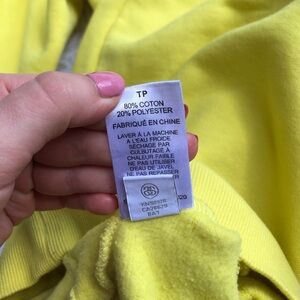 TP
80% COTON
20% POLYESTER
FABRIQUÉ EN CHINE
LAVER À LA MACHINE
A L'EAU FROIDE
SÉCHAGE PAR
CULBUTAGE À
CHALEUR FAIBLE
NE PAS UTILISER
D'EAU DE JAVEL
NE PAS REPASSER